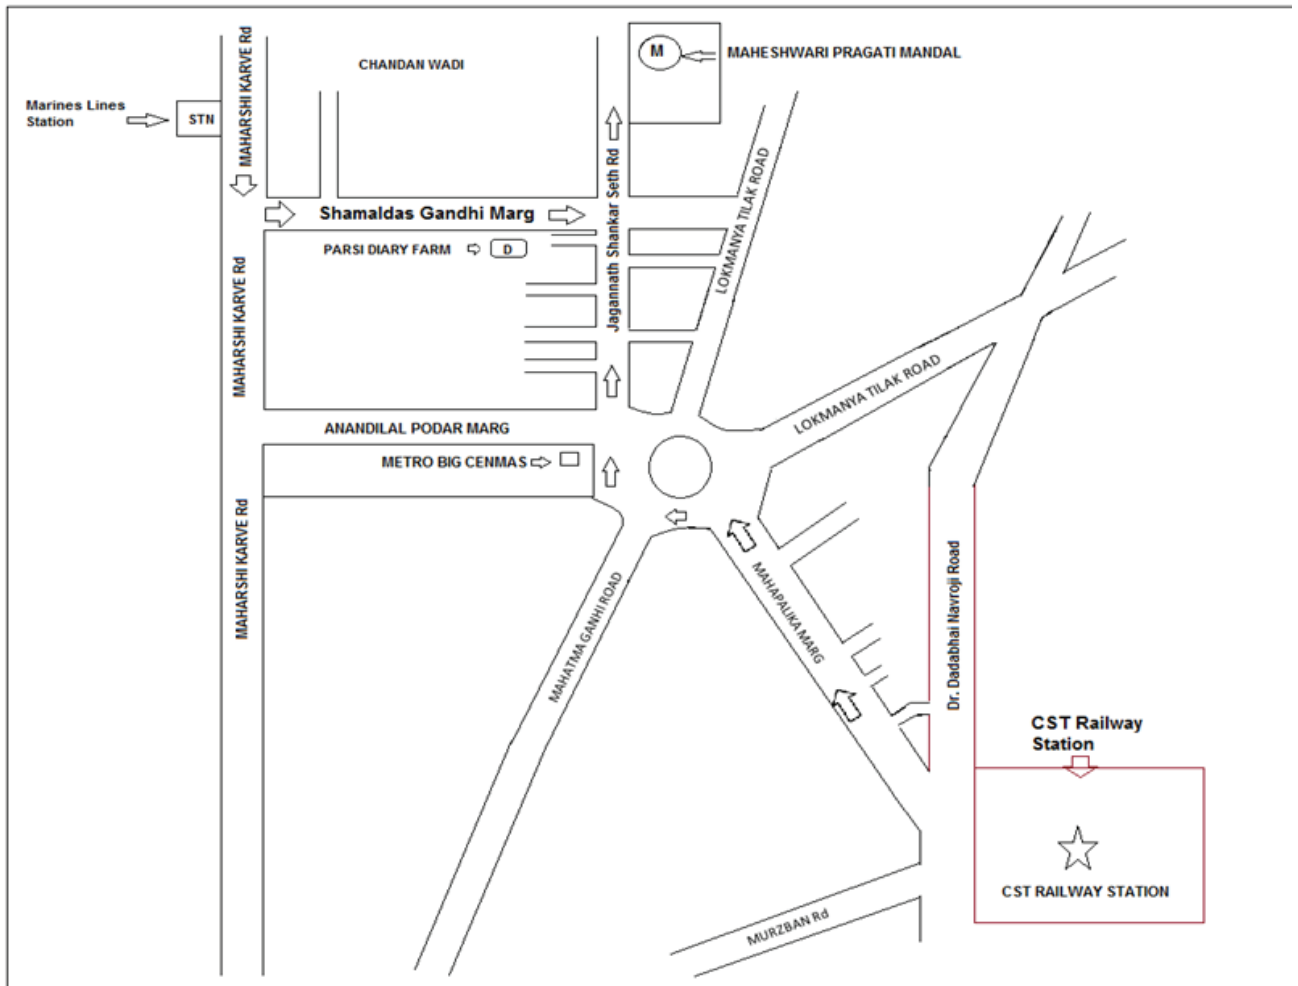 MAHARSHI KARVE Rd
CHANDAN WADI
M
MAHESHWARI PRAGATI MANDAL
Marines Lines
Station
STN
Jagannath Shankar Seth Rd
LOKMANYA TILAK ROAD
Shamaldas Gandhi Marg
PARSI DIARY FARM
D
MAHARSHI KARVE Rd
LOKMANYA TILAK ROAD
ANANDILAL PODAR MARG
METRO BIG CENMAS
MAHARSHI KARVE Rd
MAHATMA GANHI ROAD
MAHAPALIKA MARG
Dr. Dadabhai Navroji Road
CST Railway
Station
CST RAILWAY STATION
MURZBAN Rd